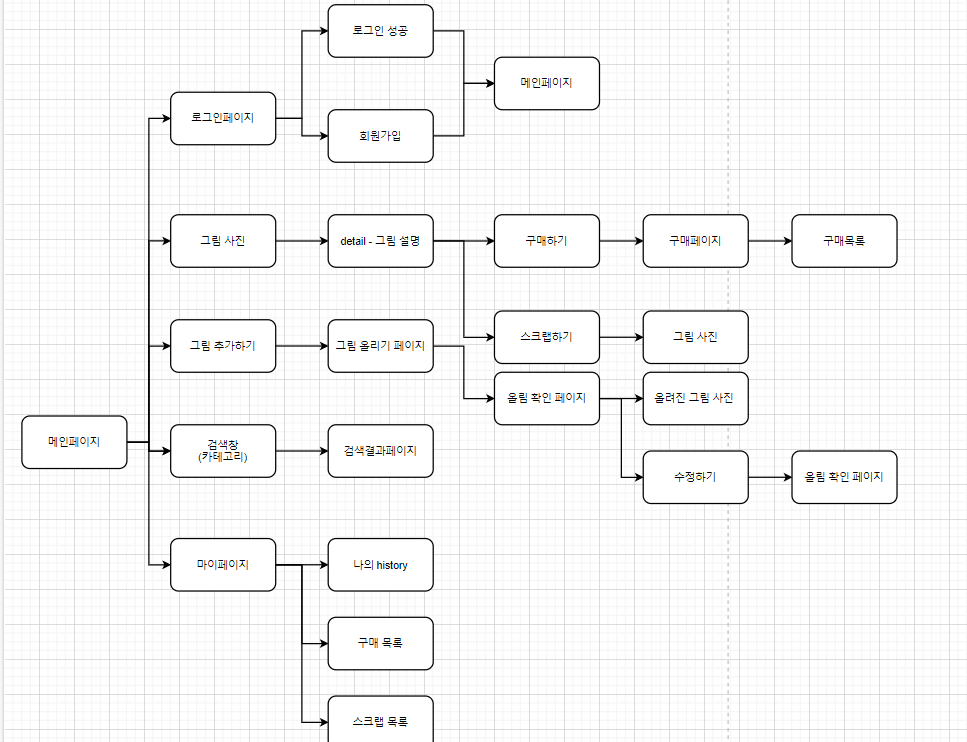 로그인 성공
메인페이지
로그인페이지
회원가입
그림 사진
detail - 그림 설명
구매하기
구매페이지
구매목록
스크랩하기
그림 사진
그림 추가하기
그림 올리기 페이지
올림 확인 페이지
올려진 그림 사진
메인페이지
검색창
(카테고리)
검색결과페이지
수정하기
올림 확인 페이지
마이페이지
나의 history
구매 목록
스크랩 목록